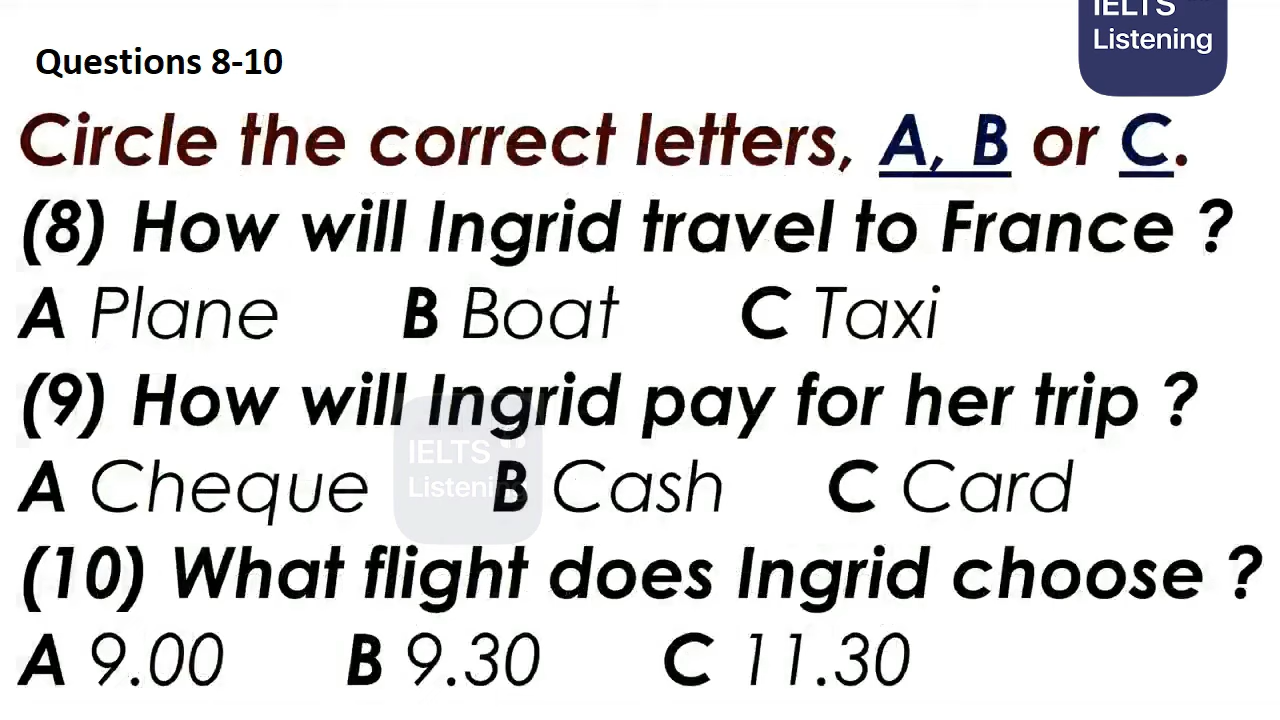 IELTS
Listening
Questions 8-10
Circle the correct letters, A, B or C.
(8) How will Ingrid travel to France ?
A Plane B Boat C Taxi
(9) How will Ingrid pay for her trip ?
IELTS
A Cheque B Cash C Card
Listening
(10) What flight does Ingrid choose ?
A 9.00 B 9.30 C 11.30